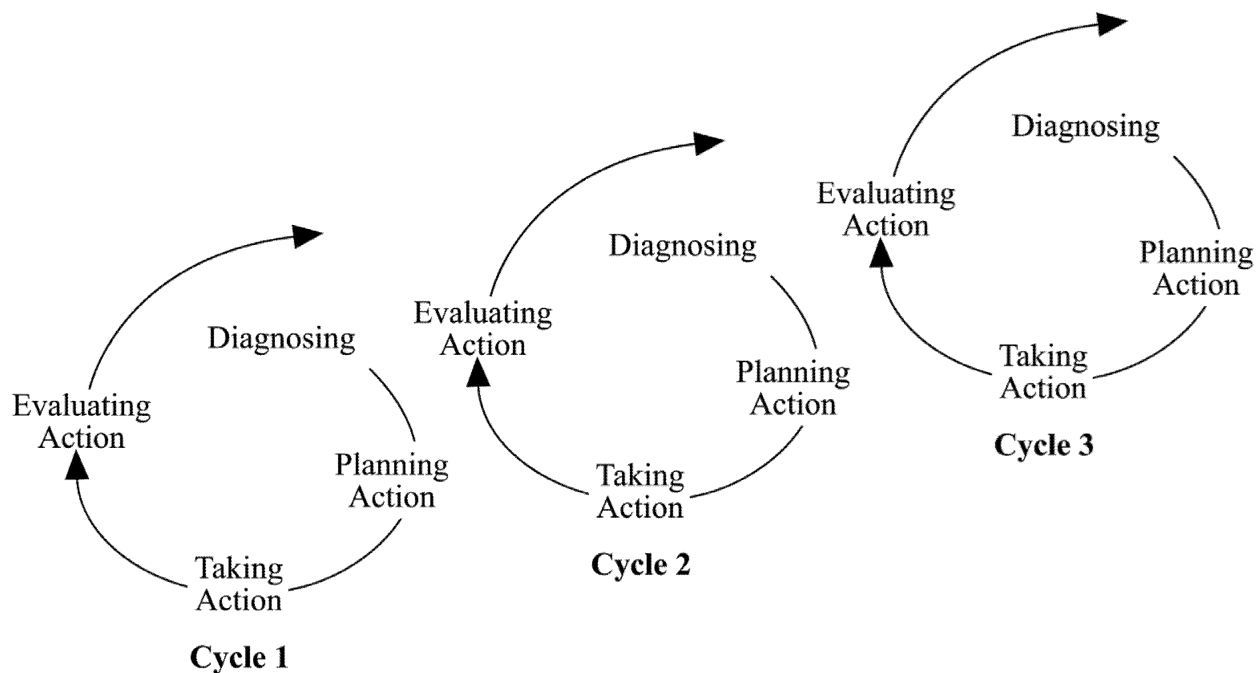 Diagnosing
Planning
Action
Taking
Action
Evaluating
Action
Cycle 1
Diagnosing
Planning
Action
Taking
Action
Evaluating
Action
Cycle 2
Diagnosing
Planning
Action
Taking
Action
Evaluating
Action
Cycle 3